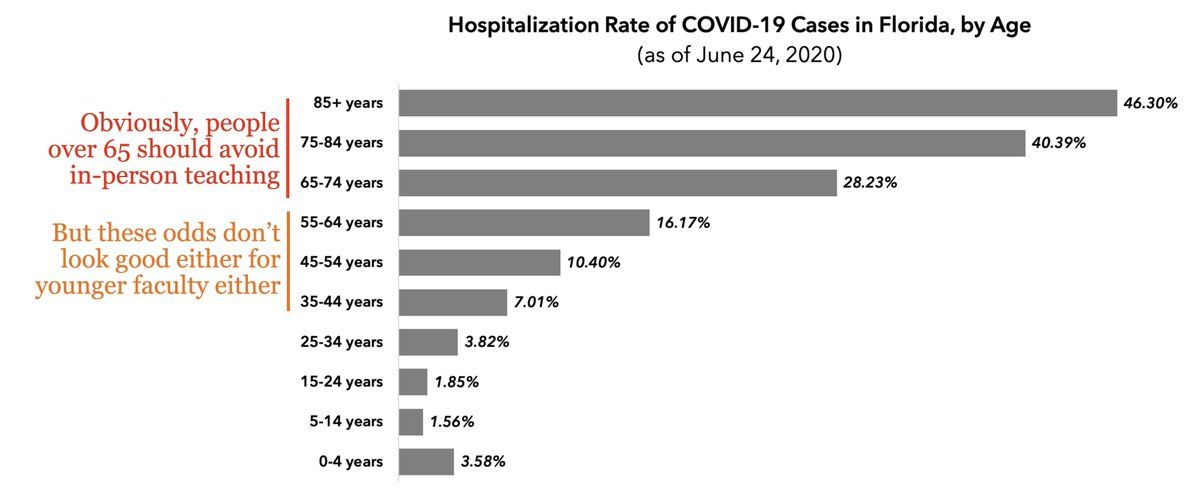 Hospitalization Rate of COVID-19 Cases in Florida, by Age
(as of June 24, 2020)
Obviously, people
over 65 should avoid
in-person teaching
But these odds don’t
look good either for
younger faculty either
85+ years 46.30%
75-84 years 40.39%
65-74 years 28.23%
55-64 years 16.17%
45-54 years 10.40%
35-44 years 7.01%
25-34 years 3.82%
15-24 years 1.85%
5-14 years 1.56%
0-4 years 3.58%